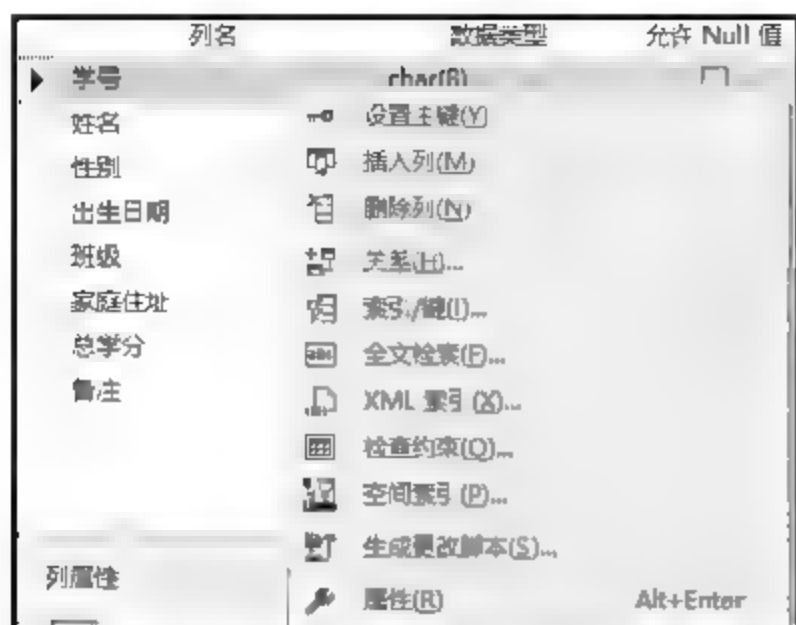 列名 数据类型 允许 Null 值
学号 char(8)
姓名 设置主键(Y)
性别 插入列(M)
出生日期 删除列(N)
班级 关系(H)...
家庭住址 索引/键(I)...
总学分 全文检索(F)...
备注 XML 索引(X)...
检查约束(O)...
空间索引(P)...
生成更改脚本(S)...
列属性
属性(R) Alt+Enter